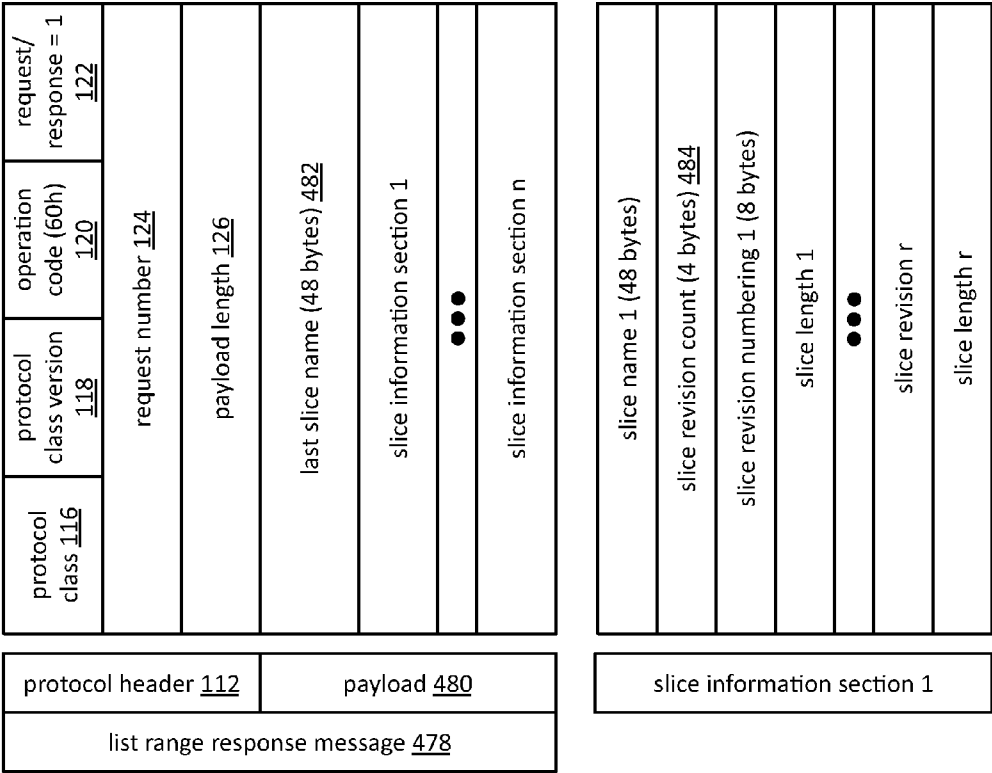 protocol
class 116
protocol
class version
118
operation
code (60h)
120
request/
response = 1
122
request number 124
payload length 126
last slice name (48 bytes) 482
slice information section 1
slice information section n
protocol header 112
payload 480
list range response message 478
slice name 1 (48 bytes)
slice revision count (4 bytes) 484
slice revision numbering 1 (8 bytes)
slice length 1
slice revision r
slice length r
slice information section 1